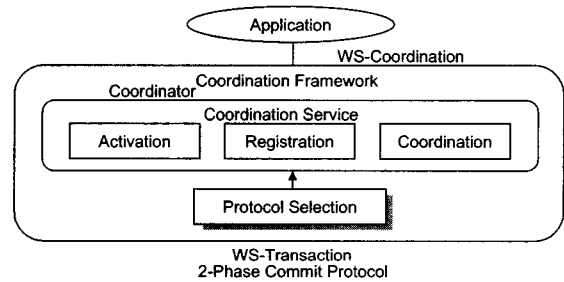 Application
WS-Coordination
Coordination Framework
Coordinator
Coordination Service
Activation
Registration
Coordination
Protocol Selection
WS-Transaction
2-Phase Commit Protocol